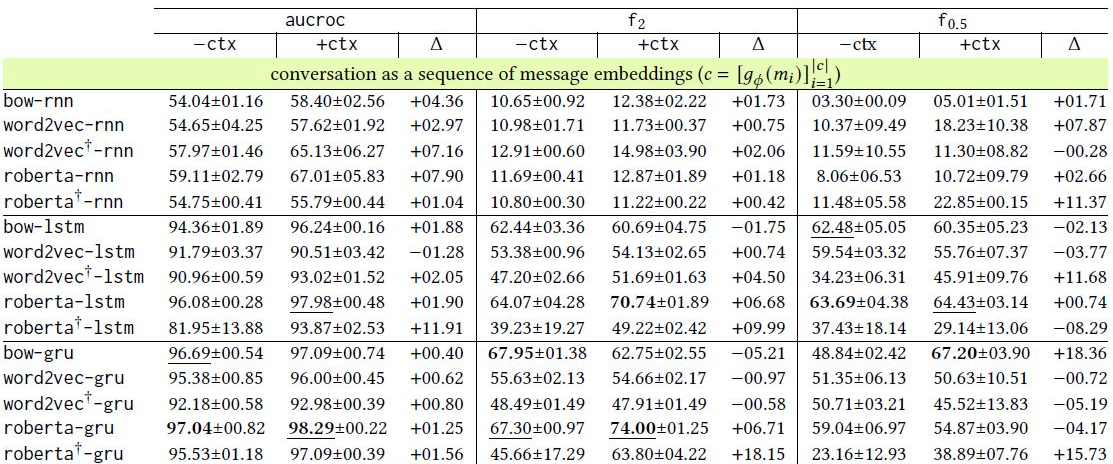 aucroc f2 f0.5
−ctx +ctx Δ −ctx +ctx Δ −ctx +ctx Δ
conversation as a sequence of message embeddings (c = [gϕ(mi)]|c|i=1)
bow-rnn 54.04±01.16 58.40±02.56 +04.36 10.65±00.92 12.38±02.22 +01.73 03.30±00.09 05.01±01.51 +01.71
word2vec-rnn 54.65±04.25 57.62±01.92 +02.97 10.98±01.71 11.73±00.37 +00.75 10.37±09.49 18.23±10.38 +07.87
word2vec†-rnn 57.97±01.46 65.13±06.27 +07.16 12.91±00.60 14.98±03.90 +02.06 11.59±10.55 11.30±08.82 −00.28
roberta-rnn 59.11±02.79 67.01±05.83 +07.90 11.69±00.41 12.87±01.89 +01.18 8.06±06.53 10.72±09.79 +02.66
roberta†-rnn 54.75±00.41 55.79±00.44 +01.04 10.80±00.30 11.22±00.22 +00.42 11.48±05.58 22.85±00.15 +11.37
bow-lstm 94.36±01.89 96.24±00.16 +01.88 62.44±03.36 60.69±04.75 −01.75 62.48±05.05 60.35±05.23 −02.13
word2vec-lstm 91.79±03.37 90.51±03.42 −01.28 53.38±00.96 54.13±02.65 +00.74 59.54±03.32 55.76±07.37 −03.77
word2vec†-lstm 90.96±00.59 93.02±01.52 +02.05 47.20±02.66 51.69±01.63 +04.50 34.23±06.31 45.91±09.76 +11.68
roberta-lstm 96.08±00.28 97.98±00.48 +01.90 64.07±04.28 70.74±01.89 +06.68 63.69±04.38 64.43±03.14 +00.74
roberta†-lstm 81.95±13.88 93.87±02.53 +11.91 39.23±19.27 49.22±02.42 +09.99 37.43±18.14 29.14±13.06 −08.29
bow-gru 96.69±00.54 97.09±00.74 +00.40 67.95±01.38 62.75±02.55 −05.21 48.84±02.42 67.20±03.90 +18.36
word2vec-gru 95.38±00.85 96.00±00.45 +00.62 55.63±02.13 54.66±02.17 −00.97 51.35±06.13 50.63±10.51 −00.72
word2vec†-gru 92.18±00.58 92.98±00.39 +00.80 48.49±01.49 47.91±01.49 −00.58 50.71±03.21 45.52±13.83 −05.19
roberta-gru 97.04±00.82 98.29±00.22 +01.25 67.30±00.97 74.00±01.25 +06.71 59.04±06.97 54.87±03.90 −04.17
roberta†-gru 95.53±01.18 97.09±00.39 +01.56 45.66±17.29 63.80±04.22 +18.15 23.16±12.93 38.89±07.76 +15.73